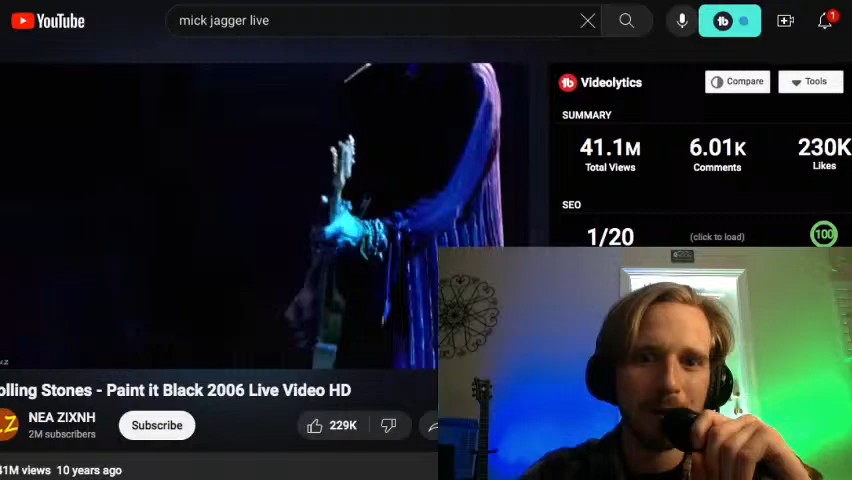 YouTube
mick jagger live
1
Videolytics
Compare
Tools
SUMMARY
41.1M
6.01K
230K
Total Views
Comments
Likes
SEO
1/20
(click to load)
100
olling Stones - Paint it Black 2006 Live Video HD
NEA ZIXNH
2M subscribers
Subscribe
229K
41M views 10 years ago